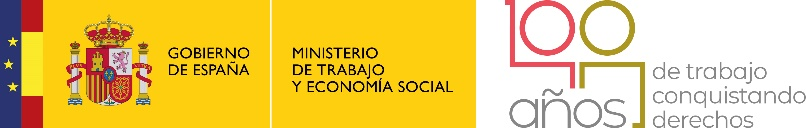 GOBIERNO
DE ESPAÑA
MINISTERIO
DE TRABAJO
Y ECONOMÍA SOCIAL
100
años
de trabajo
conquistando
derechos